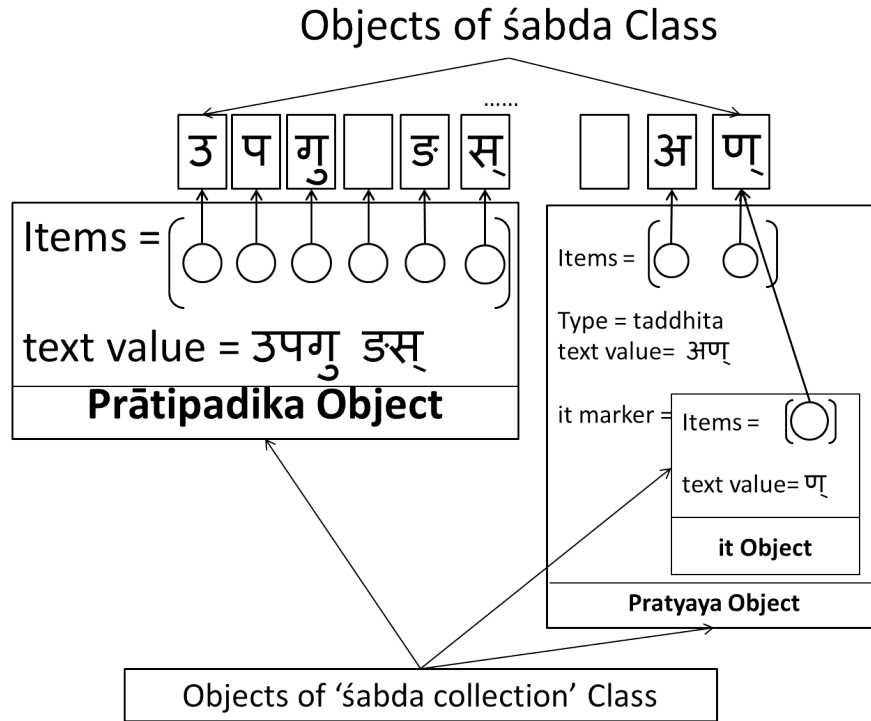 Objects of śabda Class
......
उ प गु ङ स् अ ण्
Items =
text value = उपगु ङस्
Prātipadika Object
Items =
Type = taddhita
text value= अण्
it marker =
Items =
text value= ण्
it Object
Pratyaya Object
Objects of ‘śabda collection’ Class